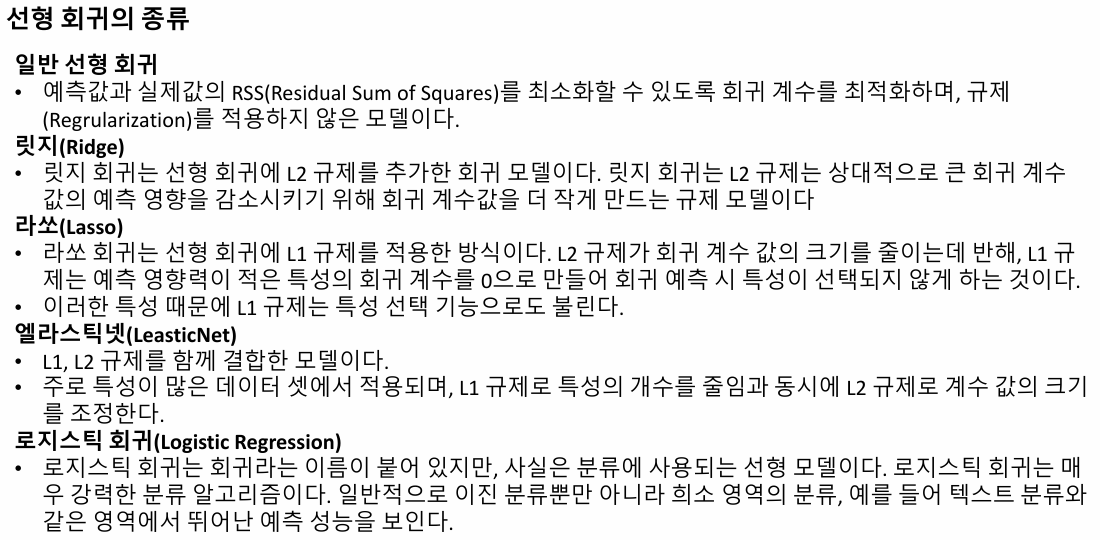 선형 회귀의 종류
일반 선형 회귀
• 예측값과 실제값의 RSS(Residual Sum of Squares)를 최소화할 수 있도록 회귀 계수를 최적화하며, 규제
(Regrularization)를 적용하지 않은 모델이다.
릿지(Ridge)
• 릿지 회귀는 선형 회귀에 L2 규제를 추가한 회귀 모델이다. 릿지 회귀는 L2 규제는 상대적으로 큰 회귀 계수
값의 예측 영향을 감소시키기 위해 회귀 계수값을 더 작게 만드는 규제 모델이다
라쏘(Lasso)
• 라쏘 회귀는 선형 회귀에 L1 규제를 적용한 방식이다. L2 규제가 회귀 계수 값의 크기를 줄이는데 반해, L1 규
제는 예측 영향력이 적은 특성의 회귀 계수를 0으로 만들어 회귀 예측 시 특성이 선택되지 않게 하는 것이다.
• 이러한 특성 때문에 L1 규제는 특성 선택 기능으로도 불린다.
엘라스틱넷(LeasticNet)
• L1, L2 규제를 함께 결합한 모델이다.
• 주로 특성이 많은 데이터 셋에서 적용되며, L1 규제로 특성의 개수를 줄임과 동시에 L2 규제로 계수 값의 크기
를 조정한다.
로지스틱 회귀(Logistic Regression)
• 로지스틱 회귀는 회귀라는 이름이 붙어 있지만, 사실은 분류에 사용되는 선형 모델이다. 로지스틱 회귀는 매
우 강력한 분류 알고리즘이다. 일반적으로 이진 분류뿐만 아니라 희소 영역의 분류, 예를 들어 텍스트 분류와
같은 영역에서 뛰어난 예측 성능을 보인다.